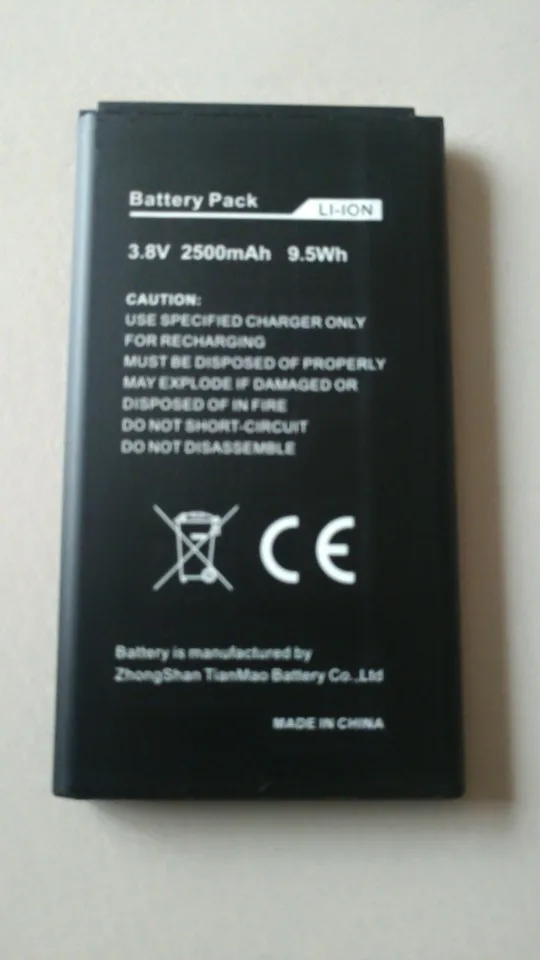 Battery Pack
LI-ION
3.8V 2500mAh 9.5Wh
CAUTION:
USE SPECIFIED CHARGER ONLY
FOR RECHARGING
MUST BE DISPOSED OF PROPERLY
MAY EXPLODE IF DAMAGED OR
DISPOSED OF IN FIRE
DO NOT SHORT-CIRCUIT
DO NOT DISASSEMBLE
CE
Battery is manufactured by
ZhongShan TianMao Battery Co.,Ltd
MADE IN CHINA